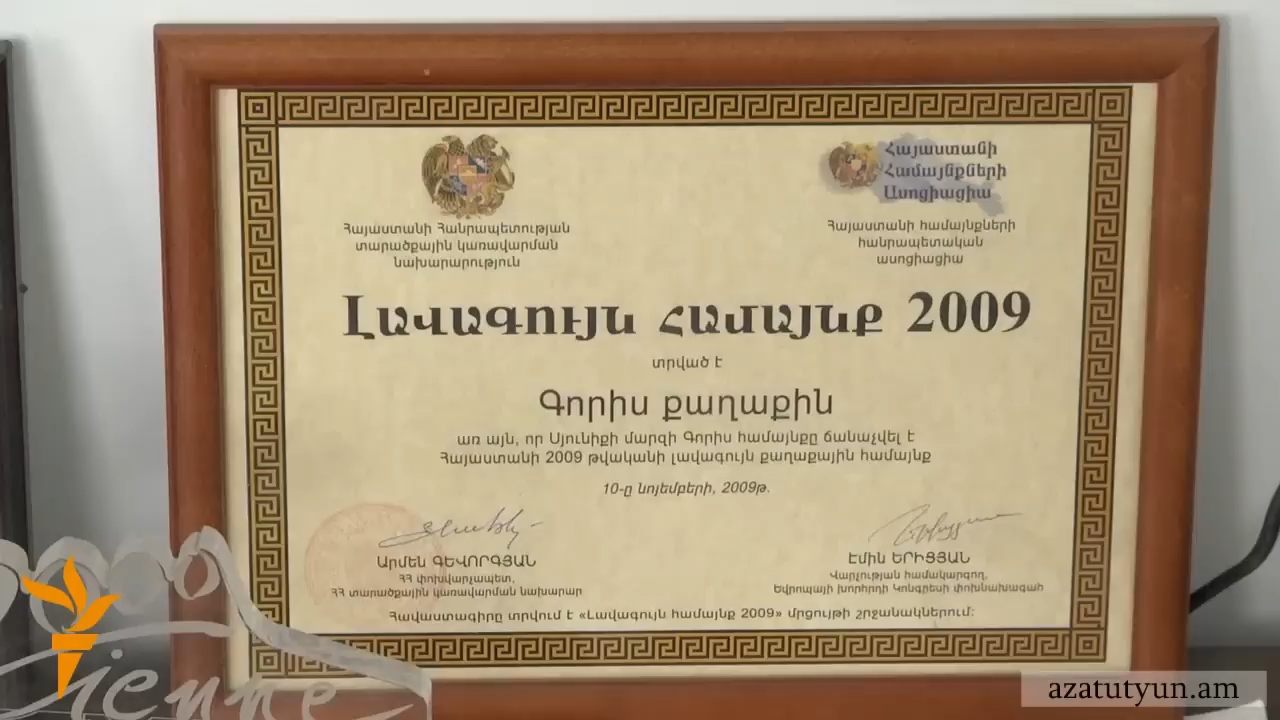 Հայաստանի Հանրապետության
տարածքային կառավարման
նախարարություն
Հայաստանի
Համայնքների
Ասոցիացիա
Հայաստանի համայնքների
հանրապետական
ասոցիացիա
Լավագույն Համայնք 2009
տրված է
Գորիս քաղաքին
առ այն, որ Սյունիքի մարզի Գորիս համայնքը ճանաչվել է
Հայաստանի 2009 թվականի լավագույն քաղաքային համայնք
10-ը նոյեմբերի, 2009թ.
Արմեն ԳԵՎՈՐԳՅԱՆ
ՀՀ փոխվարչապետ,
ՀՀ տարածքային կառավարման նախարար
Էմին ԵՐԻՑՅԱՆ
Վարչության համակարգող,
Եվրոպայի խորհրդի Կոնգրեսի փոխնախագահ
Հավաստագիրը տրվում է «Լավագույն համայնք 2009» մրցույթի շրջանակներում:
Vienne
azatutyun.am